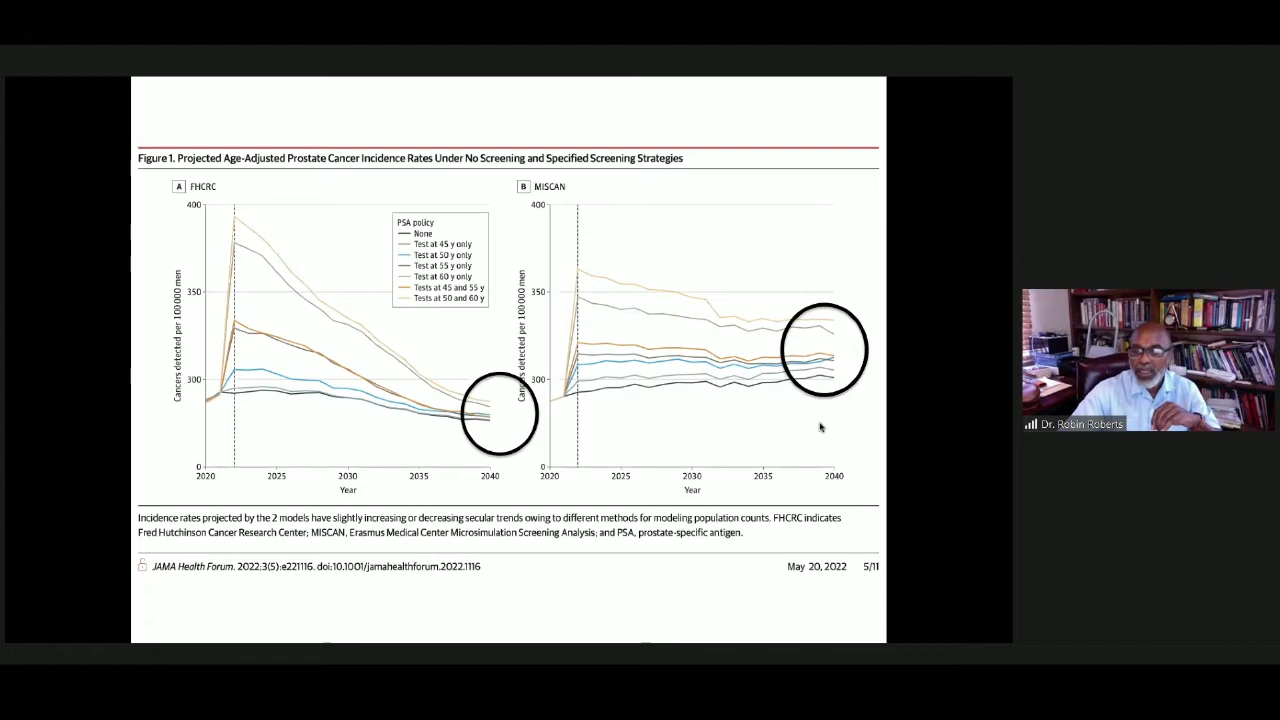 Figure 1. Projected Age-Adjusted Prostate Cancer Incidence Rates Under No Screening and Specified Screening Strategies
A FHCRC
B MISCAN
400
350
300
0
Cancers detected per 100 000 men
PSA policy
None
Test at 45 y only
Test at 50 y only
Test at 55 y only
Test at 60 y only
Tests at 45 and 55 y
Tests at 50 and 60 y
2020 2025 2030 2035 2040
Year
400
350
300
0
Cancers detected per 100 000 men
2020 2025 2030 2035 2040
Year
Incidence rates projected by the 2 models have slightly increasing or decreasing secular trends owing to different methods for modeling population counts. FHCRC indicates
Fred Hutchinson Cancer Research Center; MISCAN, Erasmus Medical Center Microsimulation Screening Analysis; and PSA, prostate-specific antigen.
JAMA Health Forum. 2022;3(5):e221116. doi:10.1001/jamahealthforum.2022.1116
May 20, 2022 5/11
Dr. Robin Roberts